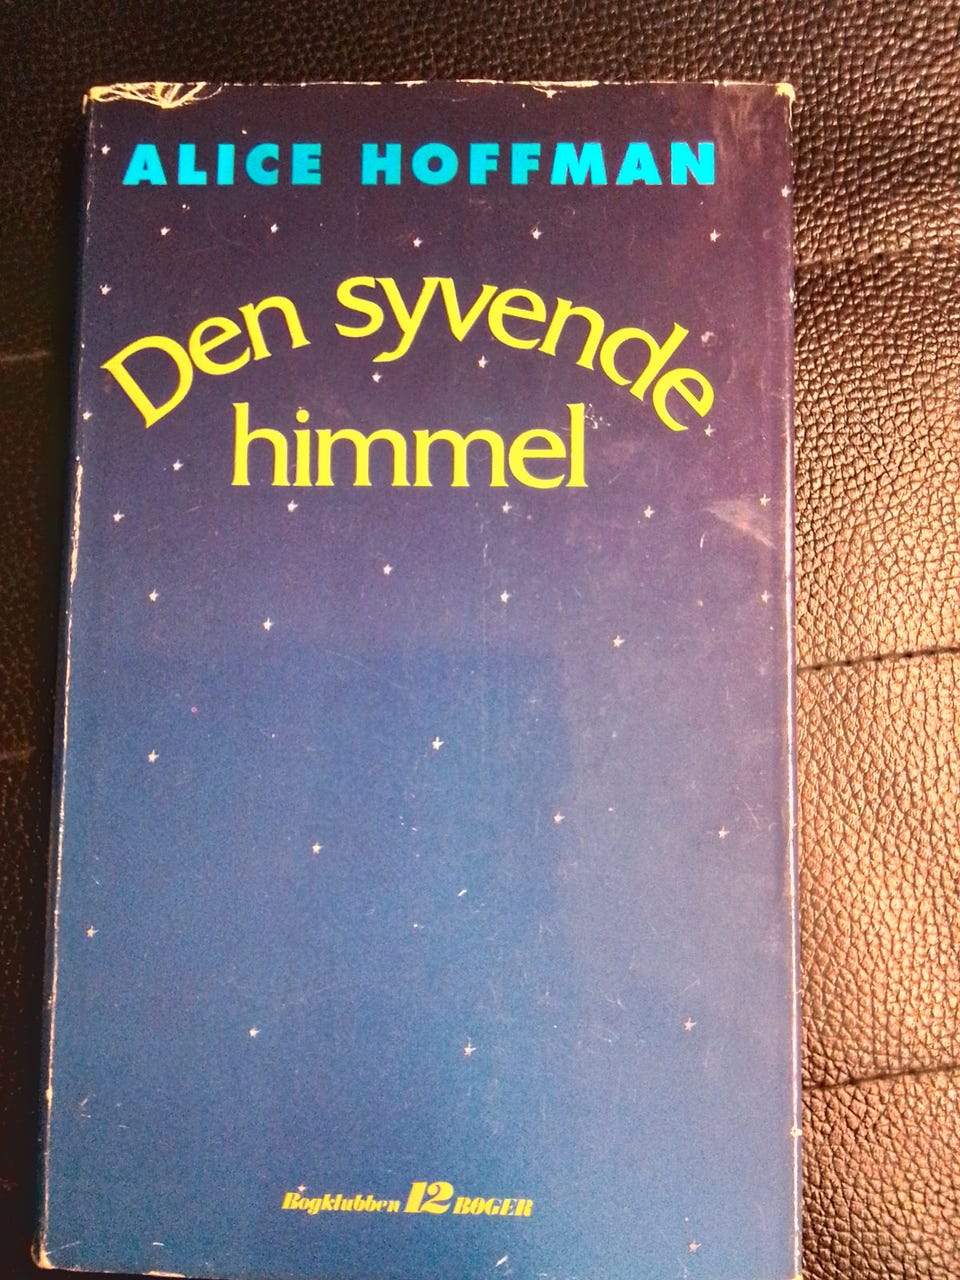 ALICE HOFFMAN
Den syvende
himmel
Bogklubben 12 BØGER